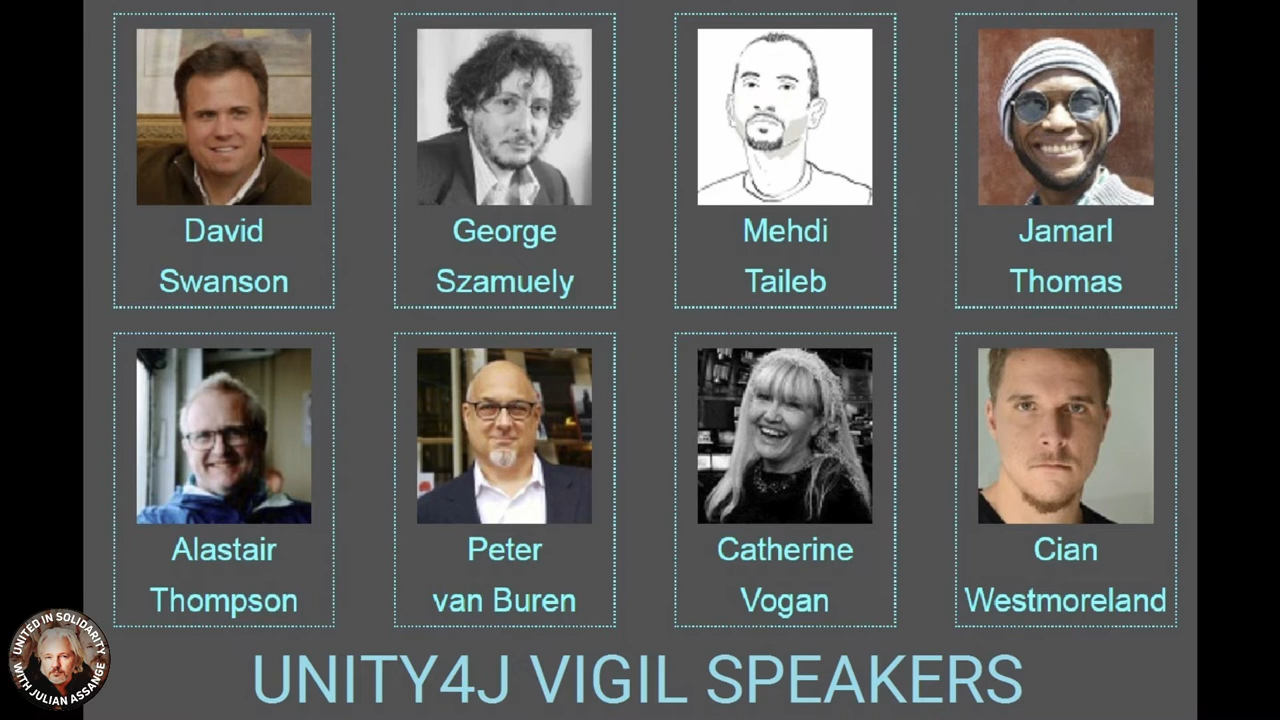 David
Swanson
George
Szamuely
Mehdi
Taileb
Jamarl
Thomas
Alastair
Thompson
Peter
van Buren
Catherine
Vogan
Cian
Westmoreland
UNITED IN SOLIDARITY
WITH JULIAN ASSANGE
UNITY4J VIGIL SPEAKERS